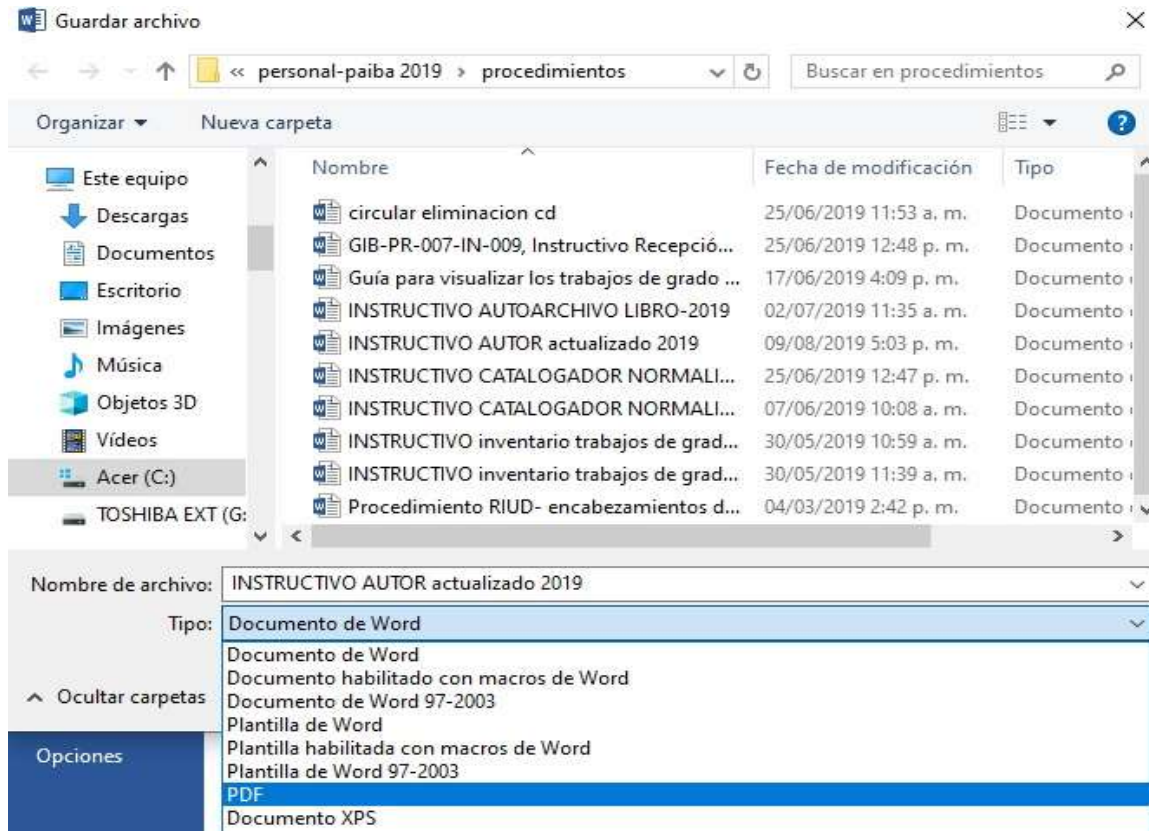 Guardar archivo
« personal-paiba 2019 › procedimientos Buscar en procedimientos
Organizar Nueva carpeta
Nombre Fecha de modificación Tipo
Este equipo
Descargas
Documentos
Escritorio
Imágenes
Música
Objetos 3D
Vídeos
Acer (C:)
TOSHIBA EXT (G:
circular eliminacion cd 25/06/2019 11:53 a. m. Documento
GIB-PR-007-IN-009, Instructivo Recepció... 25/06/2019 12:48 p. m. Documento
Guía para visualizar los trabajos de grado ... 17/06/2019 4:09 p. m. Documento
INSTRUCTIVO AUTOARCHIVO LIBRO-2019 02/07/2019 11:35 a. m. Documento
INSTRUCTIVO AUTOR actualizado 2019 09/08/2019 5:03 p. m. Documento
INSTRUCTIVO CATALOGADOR NORMALI... 25/06/2019 12:47 p. m. Documento
INSTRUCTIVO CATALOGADOR NORMALI... 07/06/2019 10:08 a. m. Documento
INSTRUCTIVO inventario trabajos de grad... 30/05/2019 10:59 a. m. Documento
INSTRUCTIVO inventario trabajos de grad... 30/05/2019 11:39 a. m. Documento
Procedimiento RIUD- encabezamientos d... 04/03/2019 2:42 p. m. Documento
Nombre de archivo: INSTRUCTIVO AUTOR actualizado 2019
Tipo: Documento de Word
Documento de Word
Documento habilitado con macros de Word
Documento de Word 97-2003
Plantilla de Word
Plantilla habilitada con macros de Word
Plantilla de Word 97-2003
PDF
Documento XPS
Ocultar carpetas
Opciones